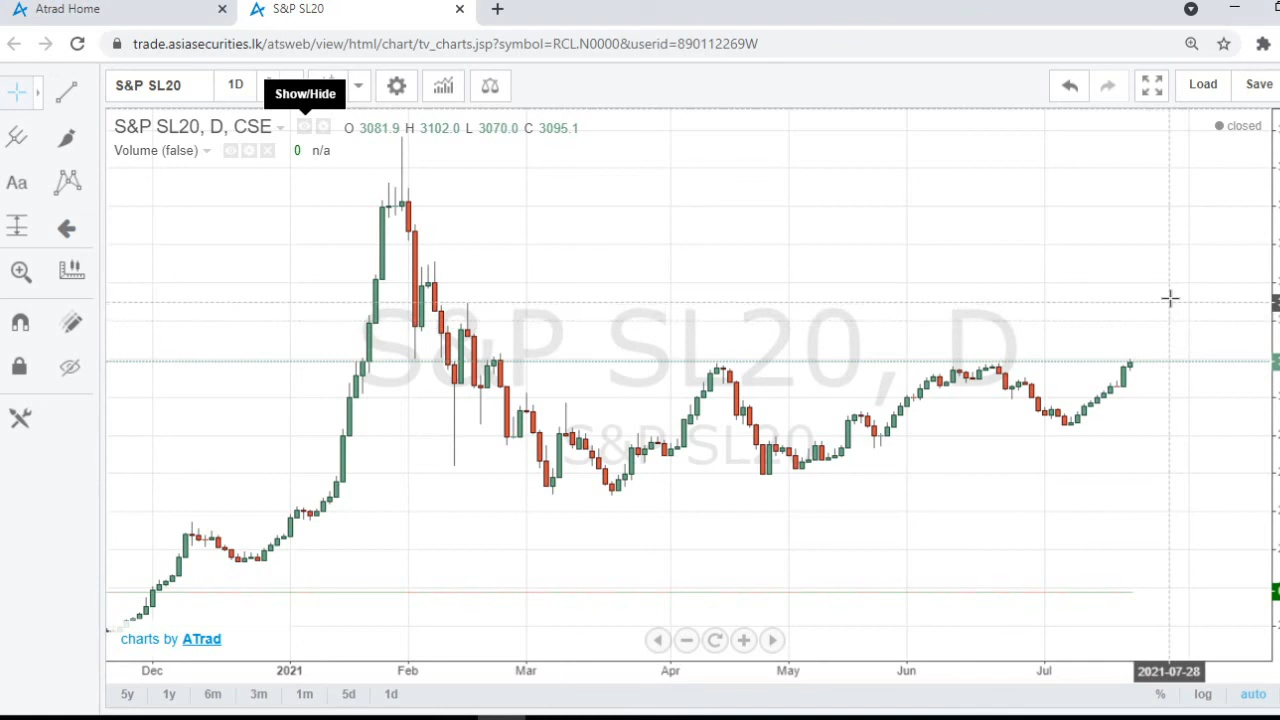 Atrad Home
S&P SL20
trade.asiasecurities.lk/atsweb/view/html/chart/tv_charts.jsp?symbol=RCL.N0000&userid=890112269W
S&P SL20
1D
Load
Save
Show/Hide
S&P SL20, D, CSE
O 3081.9 H 3102.0 L 3070.0 C 3095.1
closed
Volume (false)
0 n/a
Aa
S&P SL20, D
S&P SL20
charts by ATrad
Dec 2021 Feb Mar Apr May Jun Jul 2021-07-28
5y 1y 6m 3m 1m 5d 1d
% log auto